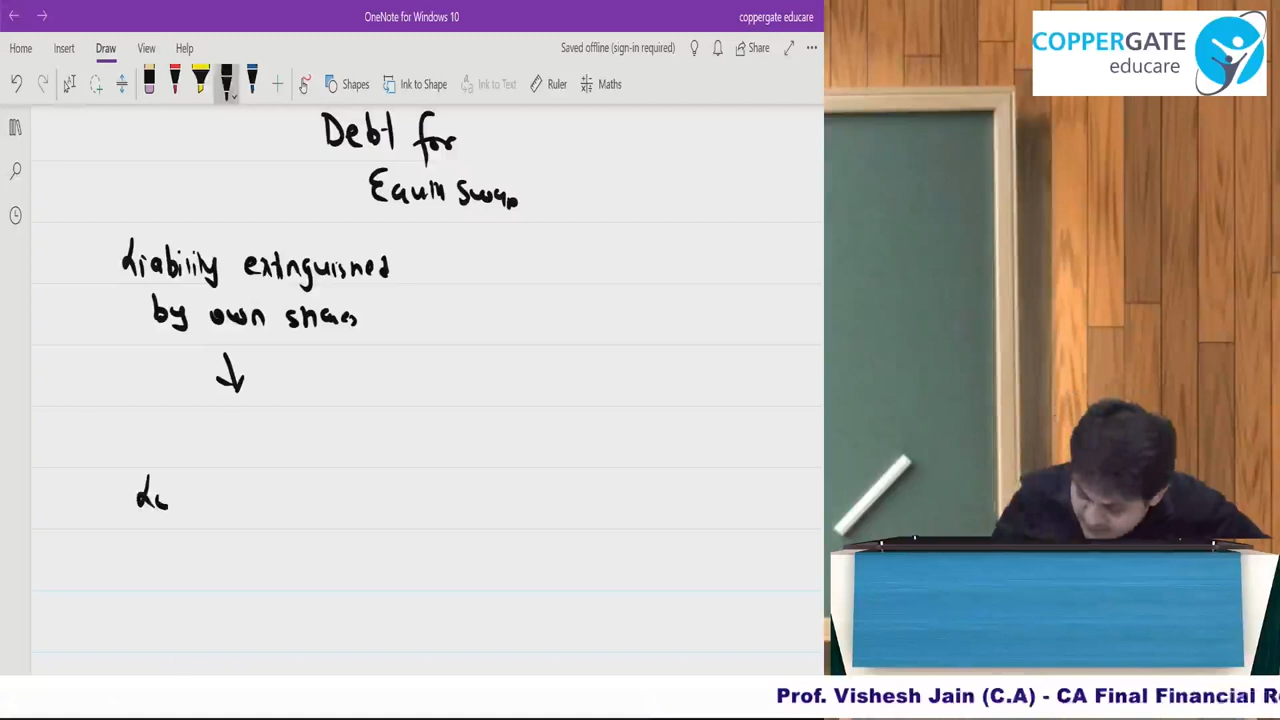 OneNote for Windows 10
coppergate educare
Home Insert Draw View Help
Saved offline (sign-in required)
Share
Shapes
Ink to Shape
Ink to Text
Ruler
Maths
COPPERGATE
educare
Debt for
Equity swap
Liability extinguished
by own shares
Prof. Vishesh Jain (C.A) - CA Final Financial Re